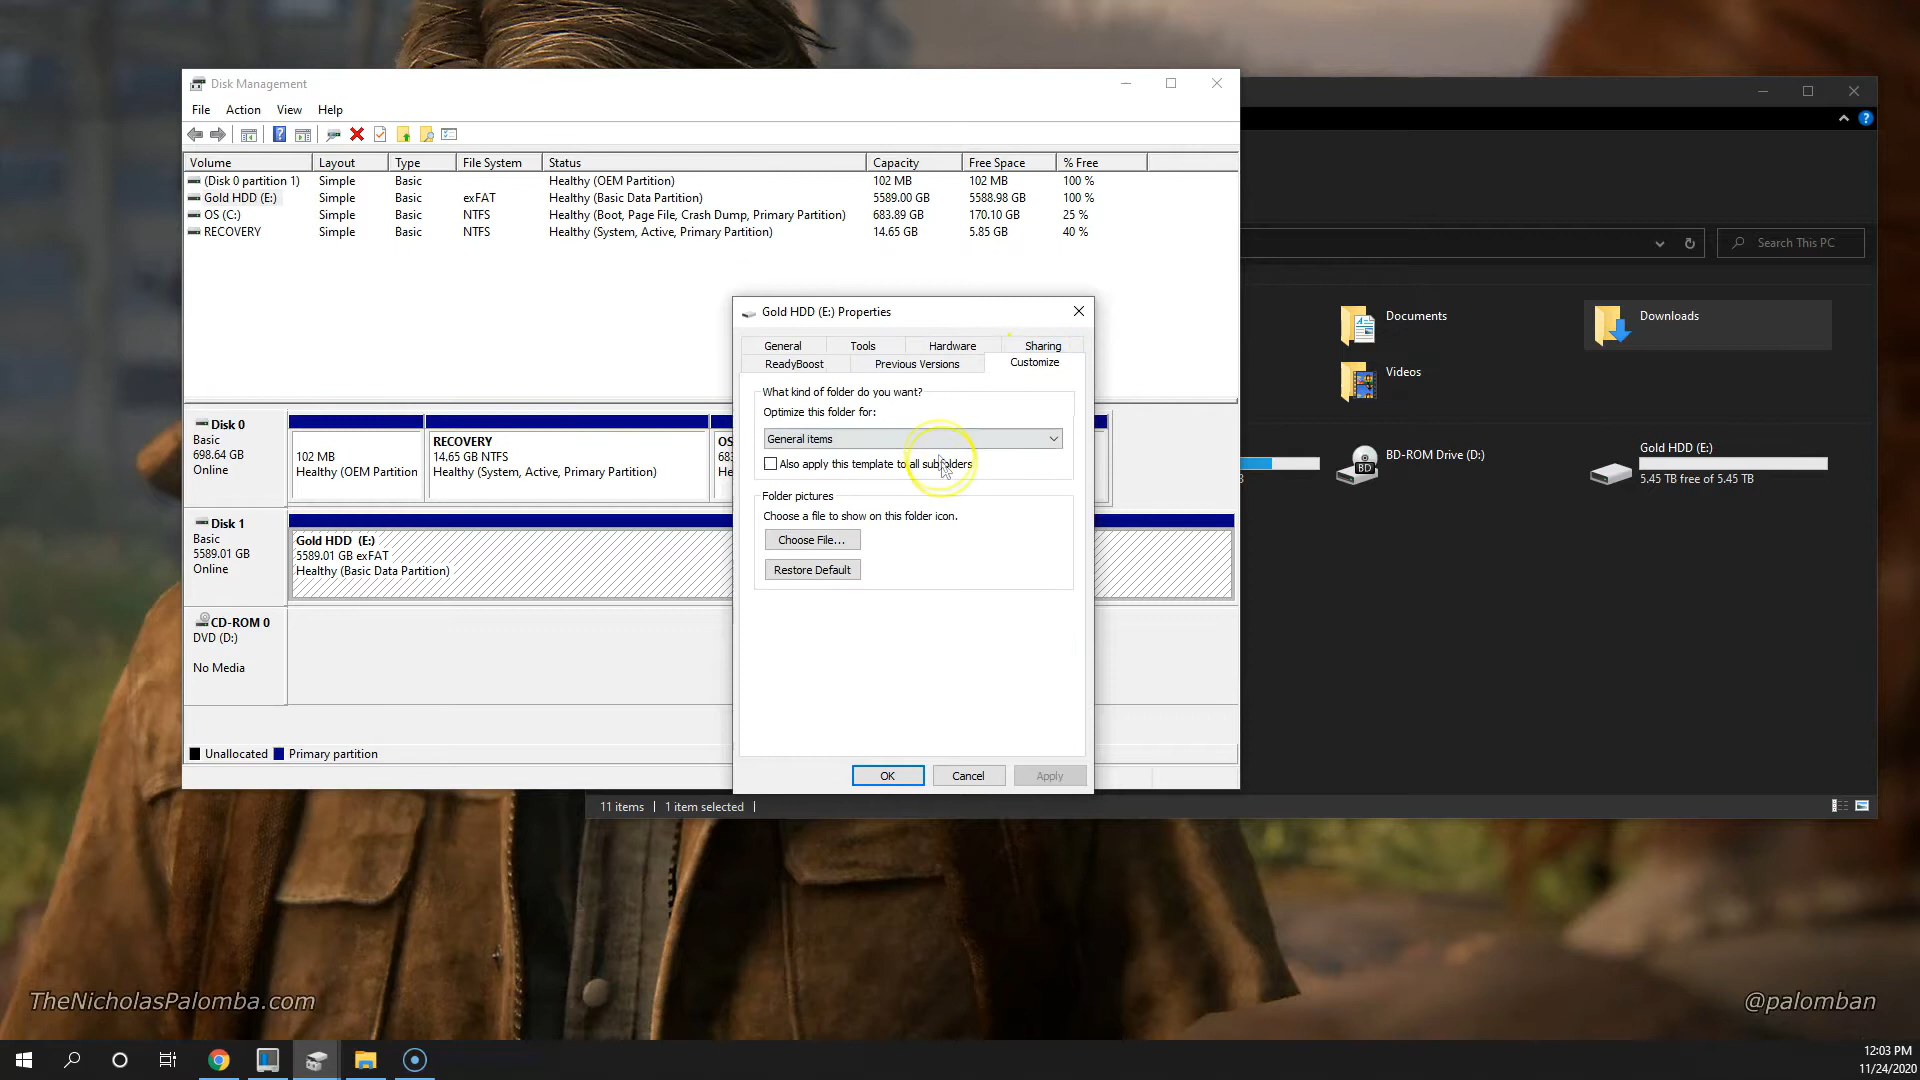 Disk Management
File Action View Help
Volume Layout Type File System Status Capacity Free Space % Free
(Disk 0 partition 1) Simple Basic Healthy (OEM Partition) 102 MB 102 MB 100 %
Gold HDD (E:) Simple Basic exFAT Healthy (Basic Data Partition) 5589.00 GB 5588.98 GB 100 %
OS (C:) Simple Basic NTFS Healthy (Boot, Page File, Crash Dump, Primary Partition) 683.89 GB 170.10 GB 25 %
RECOVERY Simple Basic NTFS Healthy (System, Active, Primary Partition) 14.65 GB 5.85 GB 40 %
Disk 0
Basic
698.64 GB
Online
102 MB
Healthy (OEM Partition
RECOVERY
14.65 GB NTFS
Healthy (System, Active, Primary Partition)
OS
683
He
Disk 1
Basic
5589.01 GB
Online
Gold HDD (E:)
5589.01 GB exFAT
Healthy (Basic Data Partition)
CD-ROM 0
DVD (D:)
No Media
Unallocated Primary partition
Gold HDD (E:) Properties
General Tools Hardware Sharing
ReadyBoost Previous Versions Customize
What kind of folder do you want?
Optimize this folder for:
General items
Also apply this template to all subfolders
Folder pictures
Choose a file to show on this folder icon.
Choose File...
Restore Default
OK Cancel Apply
Search This PC
Documents
Downloads
Videos
BD-ROM Drive (D:)
BD
Gold HDD (E:)
5.45 TB free of 5.45 TB
11 items 1 item selected
TheNicholasPalomba.com
@palomban
12:03 PM
11/24/2020